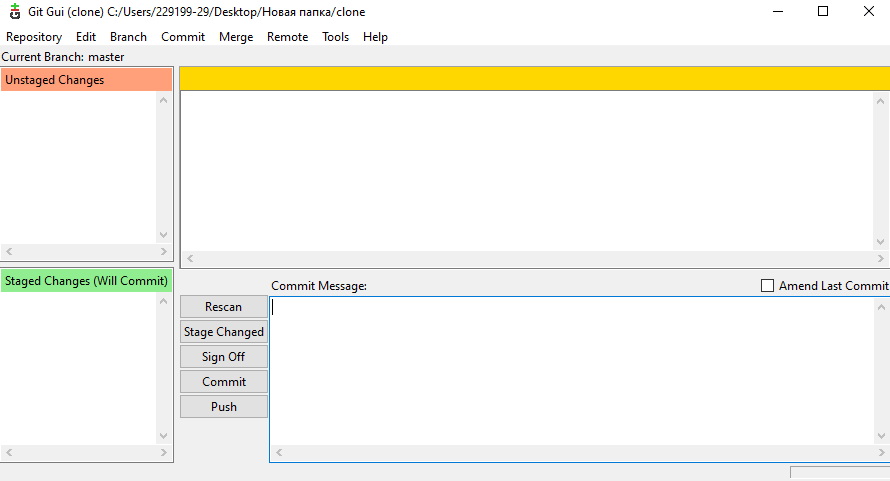 Git Gui (clone) C:/Users/229199-29/Desktop/Новая папка/clone
Repository Edit Branch Commit Merge Remote Tools Help
Current Branch: master
Unstaged Changes
Staged Changes (Will Commit)
Commit Message:
Amend Last Commit
Rescan
Stage Changed
Sign Off
Commit
Push